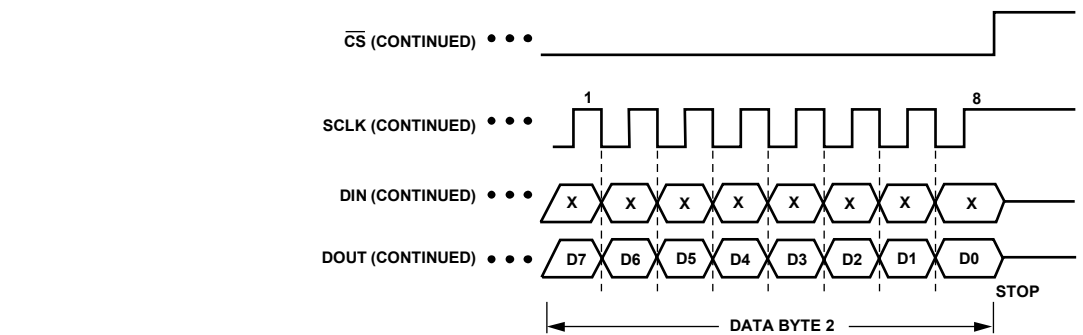 CS (CONTINUED)
1 8
SCLK (CONTINUED)
DIN (CONTINUED) X X X X X X X X
DOUT (CONTINUED) D7 D6 D5 D4 D3 D2 D1 D0
STOP
DATA BYTE 2